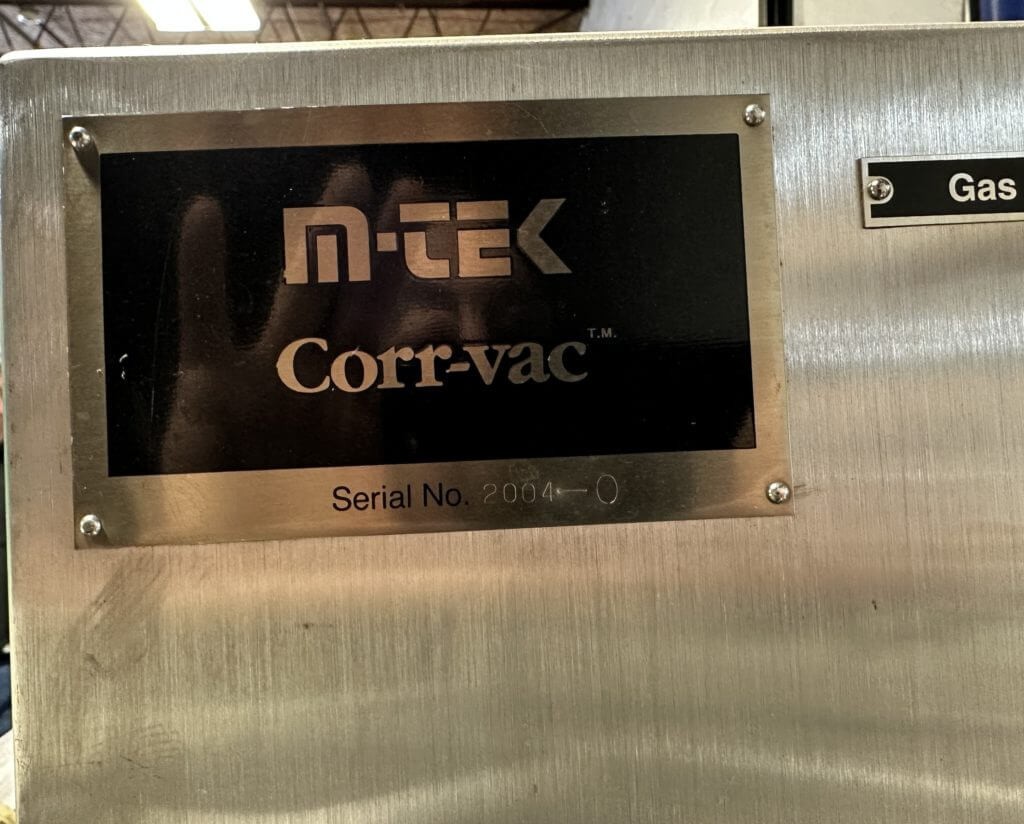 M-TEK
Corr-vac T.M.
Serial No. 2004-0
Gas